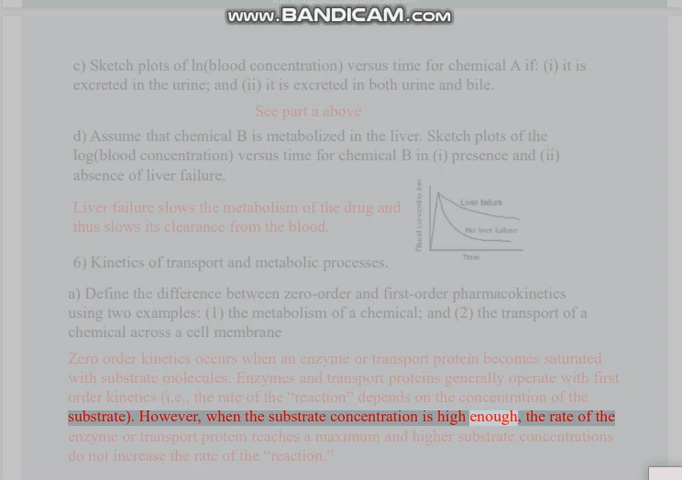 www.BANDICAM.com
c) Sketch plots of ln(blood concentration) versus time for chemical A if: (i) it is
excreted in the urine; and (ii) it is excreted in both urine and bile.
See part a above
d) Assume that chemical B is metabolized in the liver. Sketch plots of the
log(blood concentration) versus time for chemical B in (i) presence and (ii)
absence of liver failure.
Liver failure slows the metabolism of the drug and
thus slows its clearance from the blood.
Blood concentration
Liver failure
No liver failure
Time
6) Kinetics of transport and metabolic processes.
a) Define the difference between zero-order and first-order pharmacokinetics
using two examples: (1) the metabolism of a chemical; and (2) the transport of a
chemical across a cell membrane
Zero order kinetics occurs when an enzyme or transport protein becomes saturated
with substrate molecules. Enzymes and transport proteins generally operate with first
order kinetics (i.e., the rate of the “reaction” depends on the concentration of the
substrate). However, when the substrate concentration is high enough, the rate of the
enzyme or transport protein reaches a maximum and higher substrate concentrations
do not increase the rate of the “reaction.”